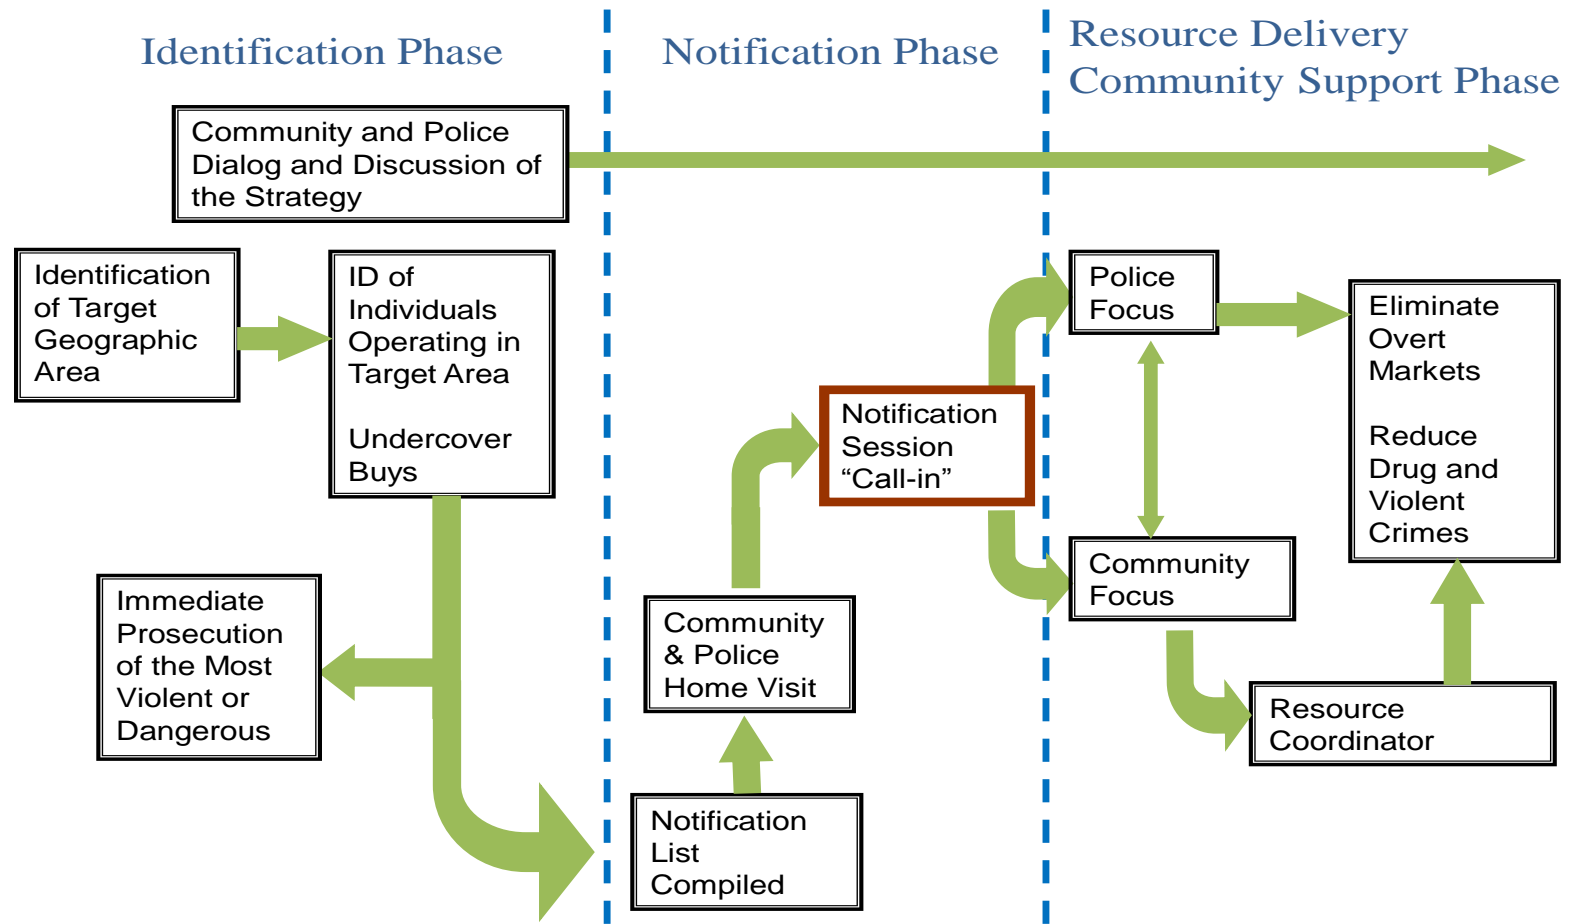 Identification Phase
Notification Phase
Resource Delivery
Community Support Phase
Community and Police
Dialog and Discussion of
the Strategy
Identification
of Target
Geographic
Area
ID of
Individuals
Operating in
Target Area
Undercover
Buys
Immediate
Prosecution
of the Most
Violent or
Dangerous
Notification
List
Compiled
Community
& Police
Home Visit
Notification
Session
“Call-in”
Police
Focus
Community
Focus
Resource
Coordinator
Eliminate
Overt
Markets
Reduce
Drug and
Violent
Crimes